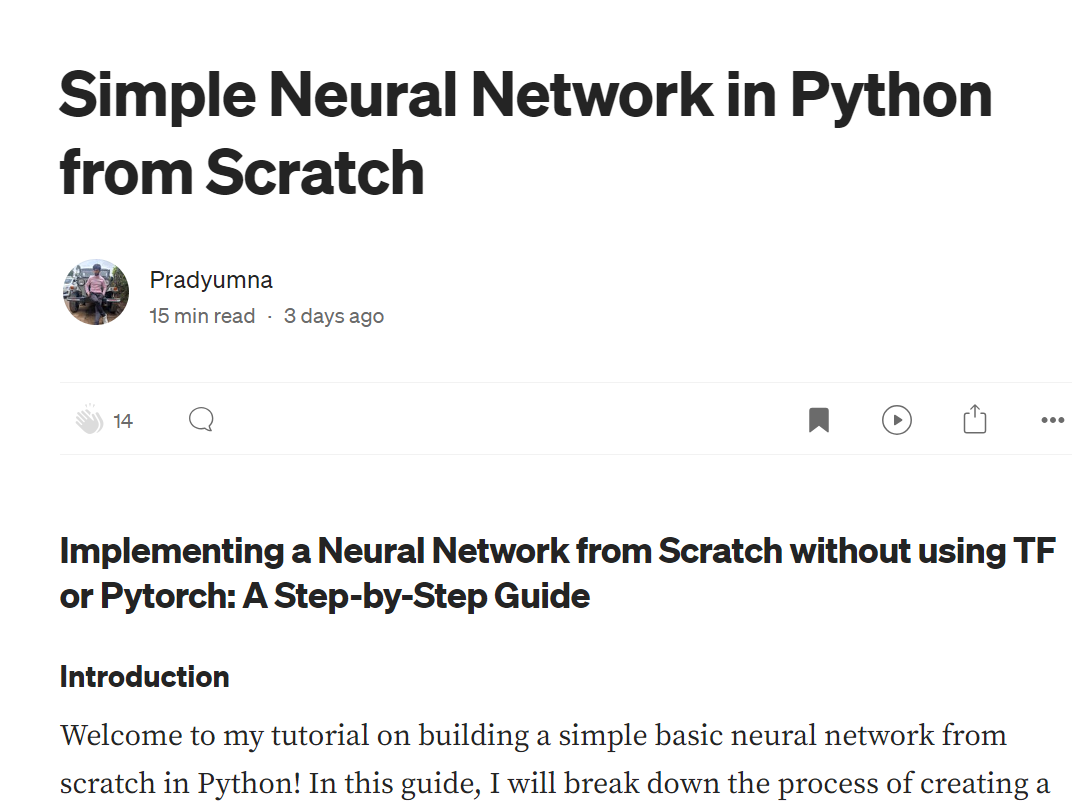 Simple Neural Network in Python
from Scratch
Pradyumna
15 min read · 3 days ago
14
Implementing a Neural Network from Scratch without using TF
or Pytorch: A Step-by-Step Guide
Introduction
Welcome to my tutorial on building a simple basic neural network from
scratch in Python! In this guide, I will break down the process of creating a